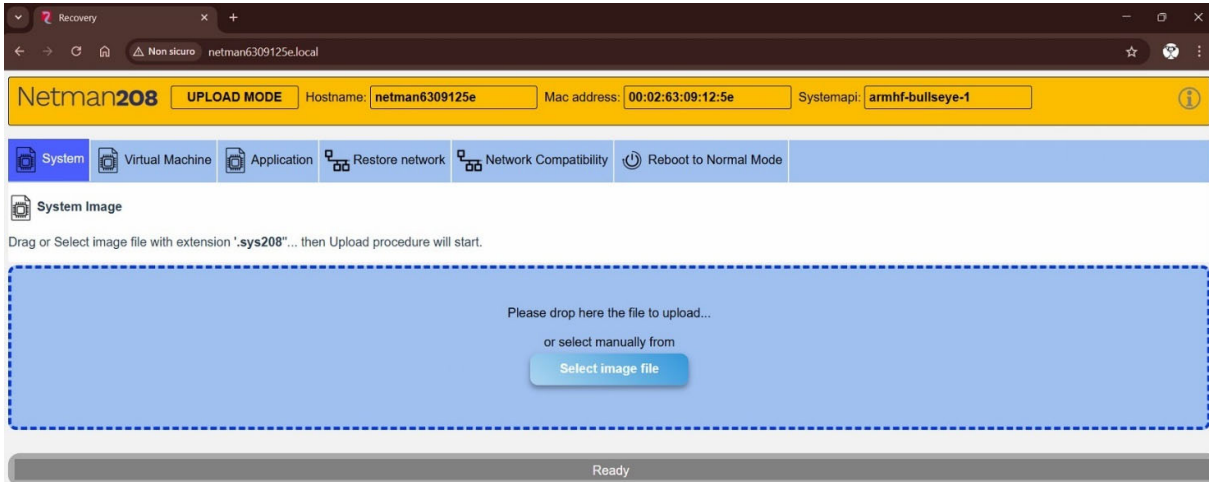 Recovery
Non sicuro netman6309125e.local
Netman208 UPLOAD MODE Hostname: netman6309125e Mac address: 00:02:63:09:12:5e Systemapi: armhf-bullseye-1
System Virtual Machine Application Restore network Network Compatibility Reboot to Normal Mode
System Image
Drag or Select image file with extension '.sys208"... then Upload procedure will start.
Please drop here the file to upload...
or select manually from
Select image file
Ready